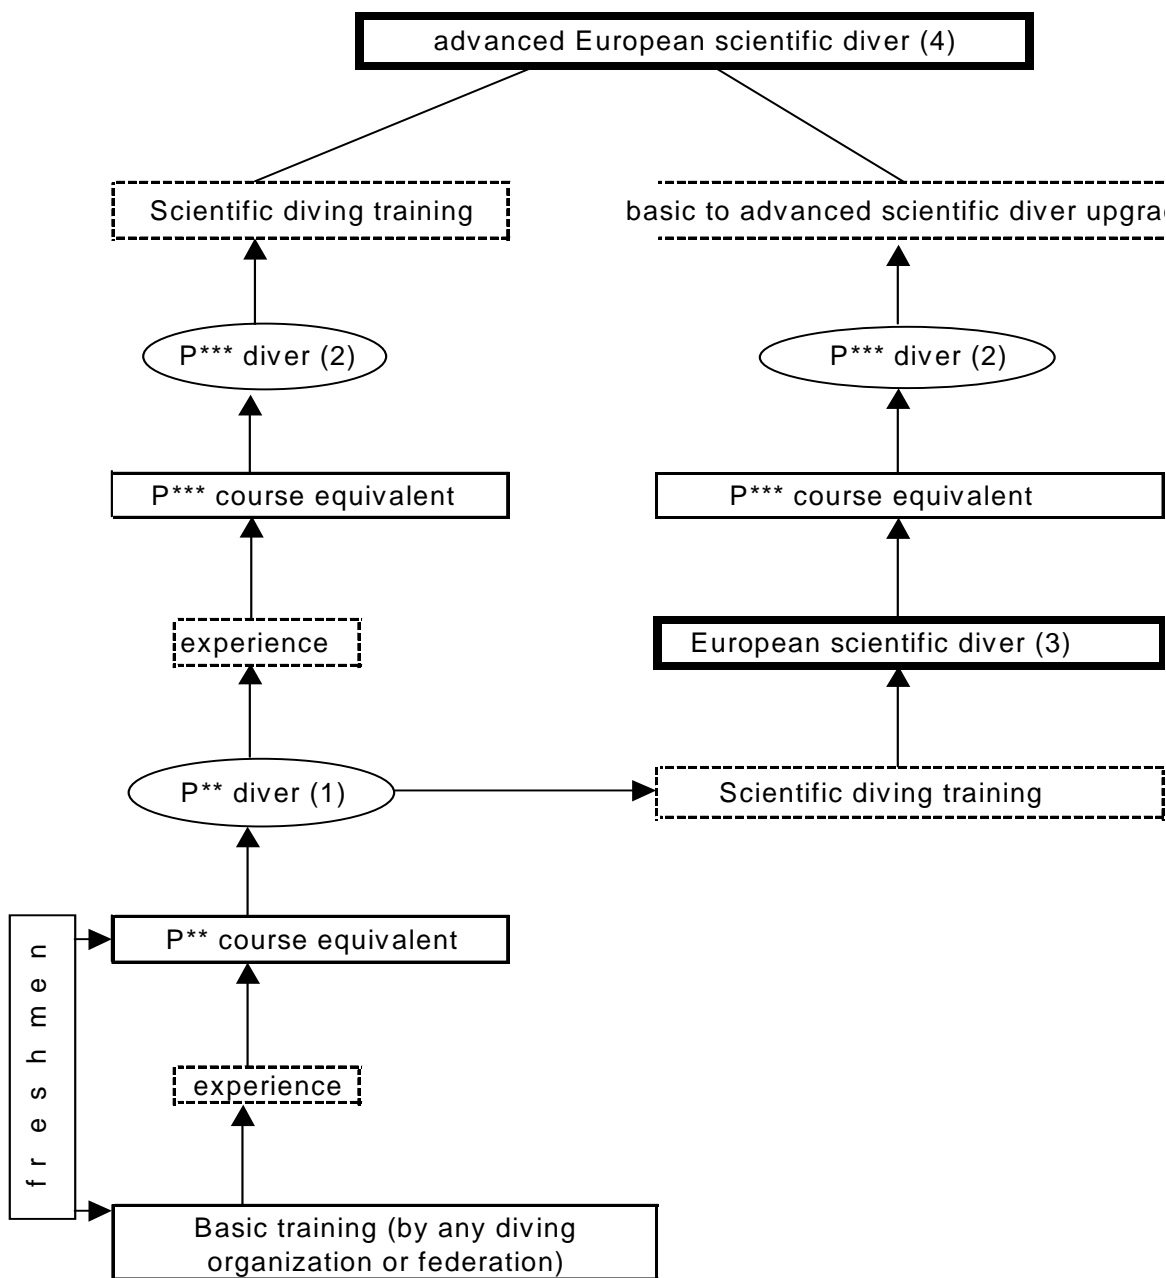 advanced European scientific diver (4)
Scientific diving training
basic to advanced scientific diver upgrad
P*** diver (2)
P*** diver (2)
P*** course equivalent
P*** course equivalent
experience
European scientific diver (3)
P** diver (1)
Scientific diving training
freshmen
P** course equivalent
experience
Basic training (by any diving
organization or federation)